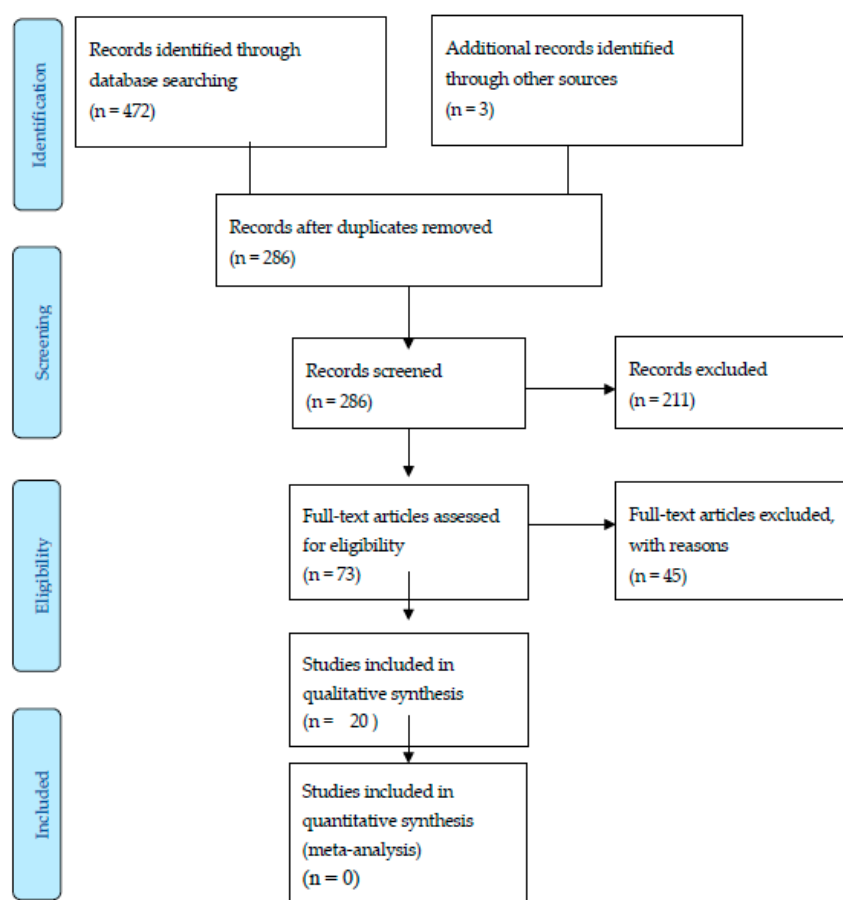 Identification
Records identified through
database searching
(n = 472)
Additional records identified
through other sources
(n = 3)
Records after duplicates removed
(n = 286)
Screening
Records screened
(n = 286)
Records excluded
(n = 211)
Eligibility
Full-text articles assessed
for eligibility
(n = 73)
Full-text articles excluded,
with reasons
(n = 45)
Studies included in
qualitative synthesis
(n = 20 )
Included
Studies included in
quantitative synthesis
(meta-analysis)
(n = 0)